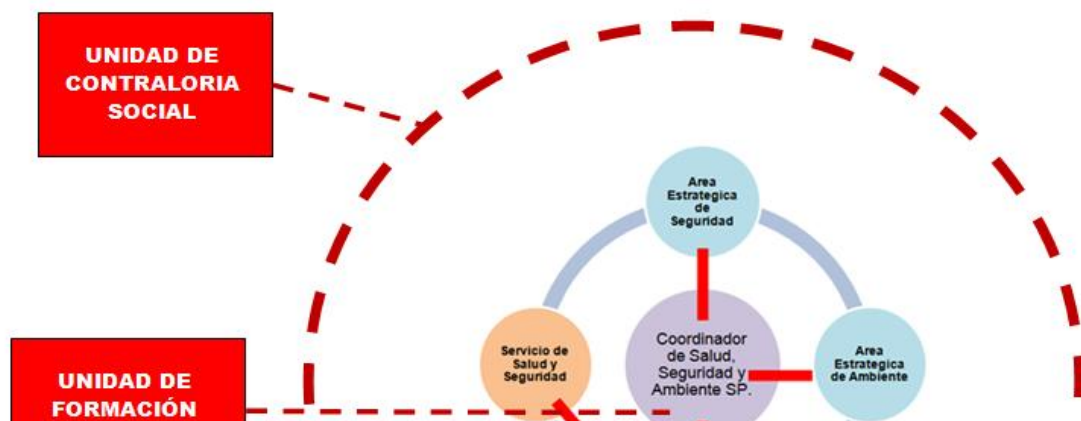 UNIDAD DE
CONTRALORIA
SOCIAL
Area
Estrategica
de
Seguridad
Servicio de
Salud y
Seguridad
Coordinador
de Salud,
Seguridad y
Ambiente SP.
Area
Estrategica
de Ambiente
UNIDAD DE
FORMACIÓN